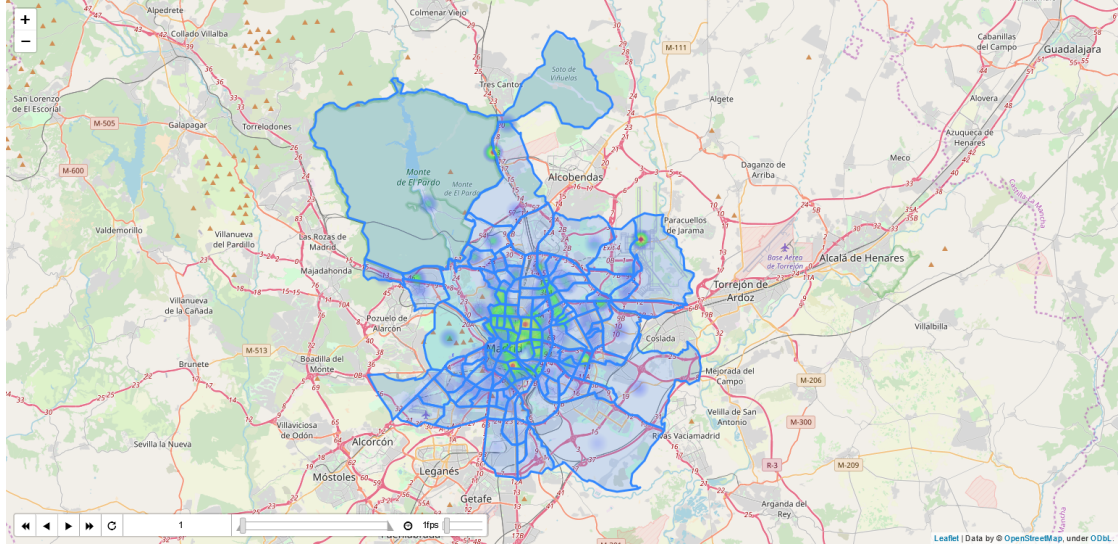 +
−
Alpedrete
Collado Villalba
Colmenar Viejo
M-111
Cabanillas
del Campo
Guadalajara
Tres Cantos
Soto de
Viñuelas
Algete
Alovera
San Lorenzo
de El Escorial
M-505
Galapagar
Torrelodones
Azuqueca de
Henares
M-600
Monte
de El Pardo
Monte
de El Pardo
Alcobendas
Daganzo de
Arriba
Meco
Castilla-La
Mancha
Valdemorillo
Villanueva
del Pardillo
Las Rozas de
Madrid
Paracuellos
de Jarama
Base Aérea
de Torrejón
Alcalá de Henares
Majadahonda
Torrejón de
Ardoz
Villanueva
de la Cañada
Pozuelo de
Alarcón
Villalbilla
M-513
Boadilla del
Monte
Coslada
Brunete
Mejorada del
Campo
M-206
Velilla de San
Antonio
M-300
Villaviciosa
de Odón
Sevilla la Nueva
Alcorcón
Rivas Vaciamadrid
Leganés
R-3
M-209
Móstoles
Getafe
Arganda del
Rey
1
1fps
Leaflet | Data by © OpenStreetMap, under ODbL.